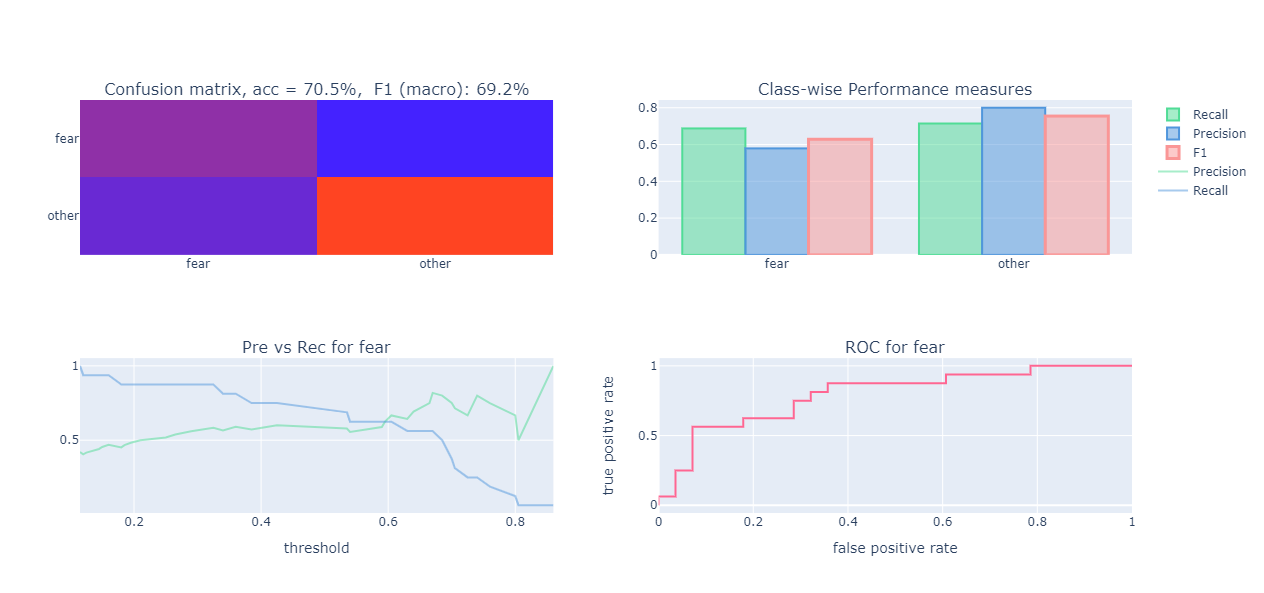 Confusion matrix, acc = 70.5%,  F1 (macro): 69.2%
fear
other
fear other
Class-wise Performance measures
0.8
0.6
0.4
0.2
0
fear other
Recall
Precision
F1
Precision
Recall
Pre vs Rec for fear
1
0.5
0.2 0.4 0.6 0.8
threshold
ROC for fear
true positive rate
1
0.5
0
0 0.2 0.4 0.6 0.8 1
false positive rate